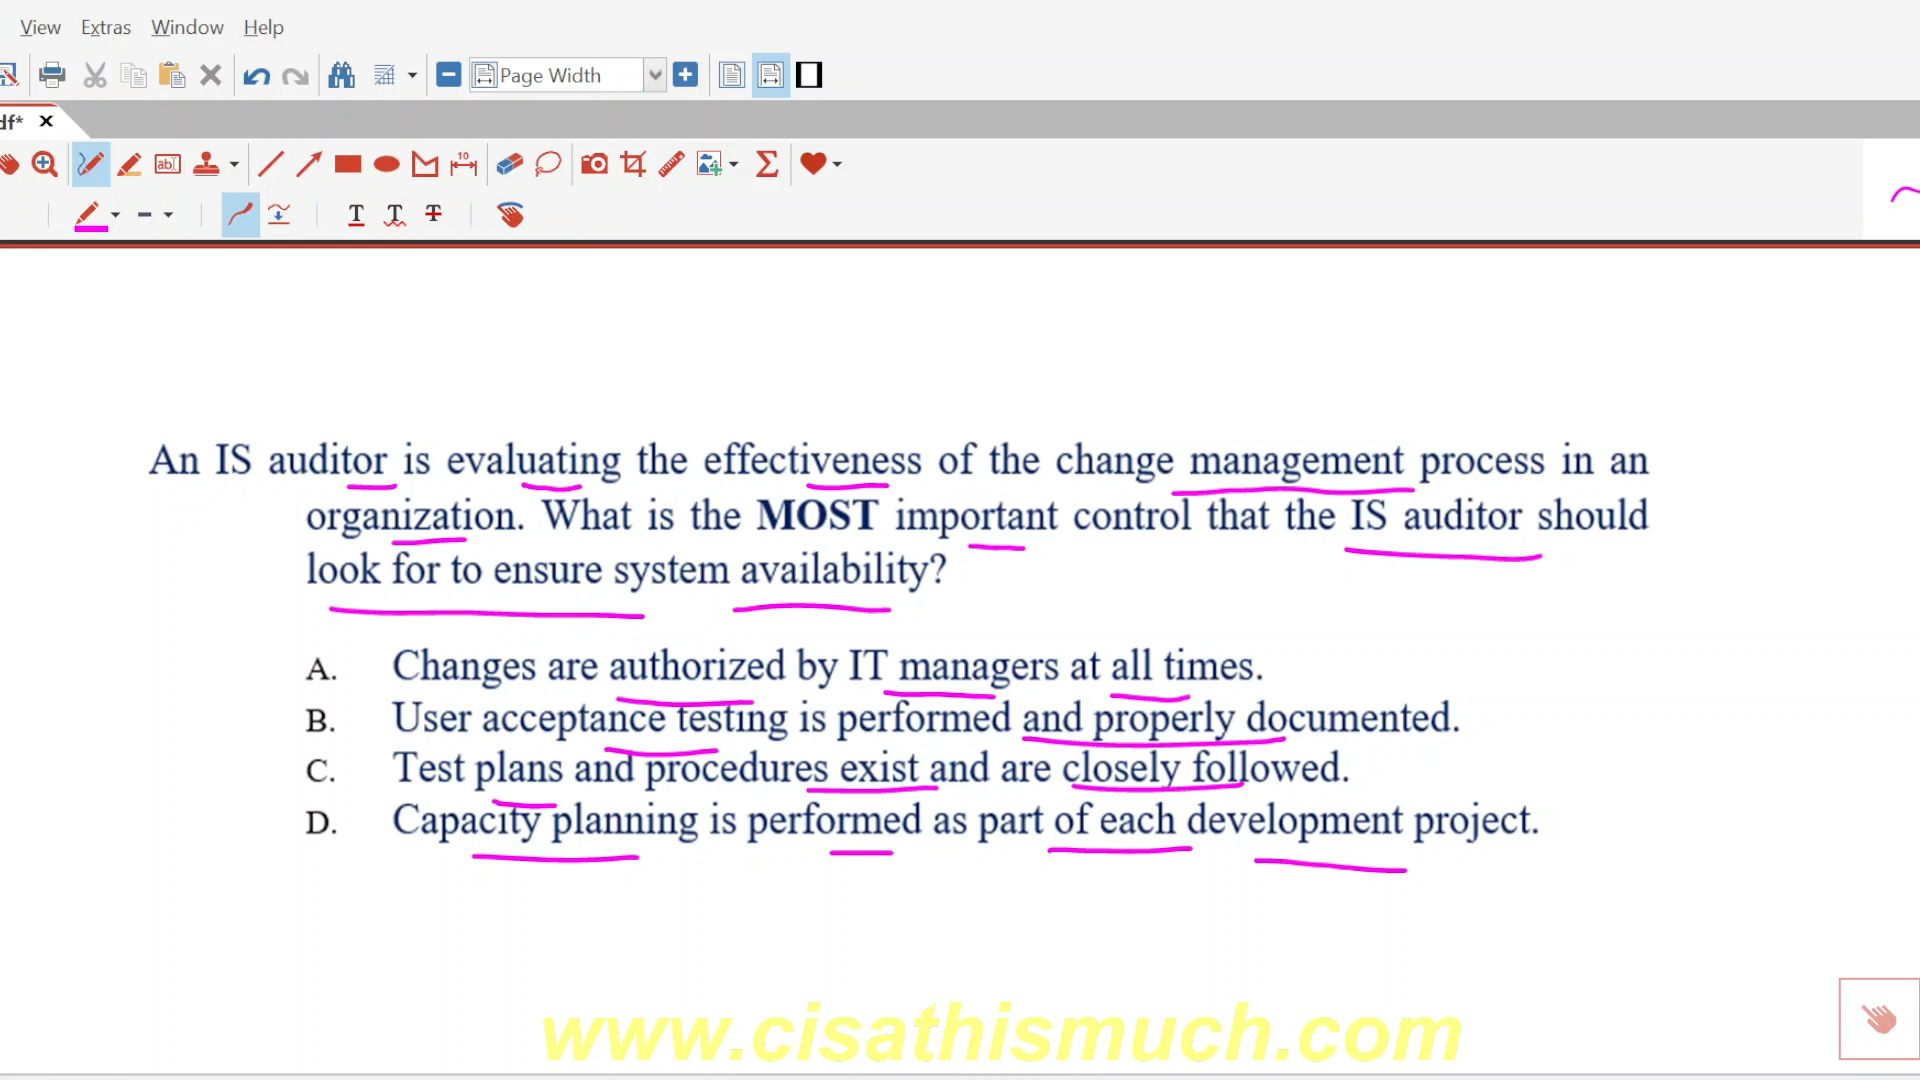 View Extras Window Help
Page Width
df*
ab
10
T T T
An IS auditor is evaluating the effectiveness of the change management process in an
organization. What is the MOST important control that the IS auditor should
look for to ensure system availability?
A. Changes are authorized by IT managers at all times.
B. User acceptance testing is performed and properly documented.
C. Test plans and procedures exist and are closely followed.
D. Capacity planning is performed as part of each development project.
www.cisathismuch.com